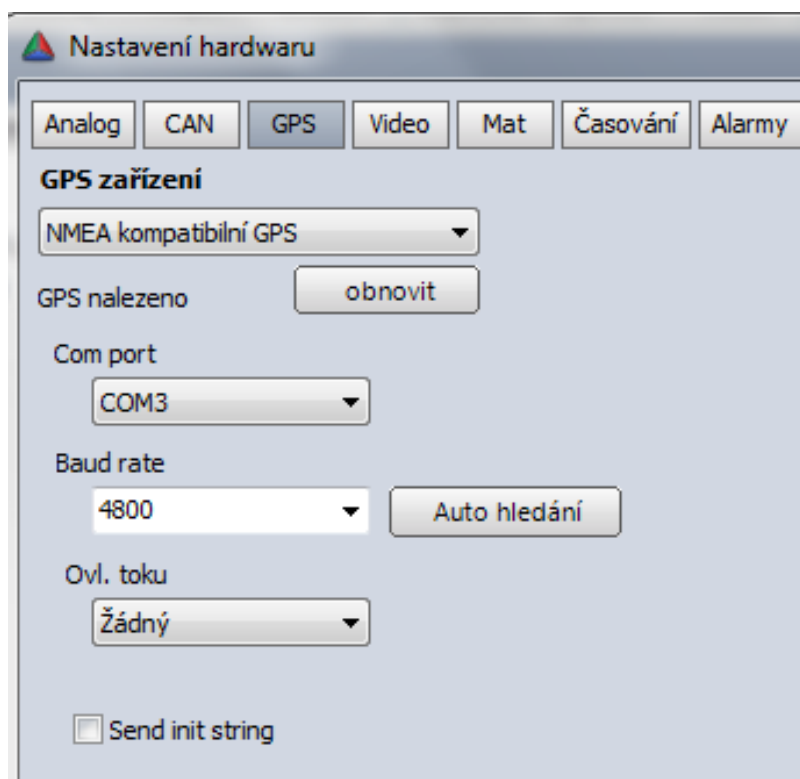 Nastavení hardwaru
Analog CAN GPS Video Mat Časování Alarmy
GPS zařízení
NMEA kompatibilní GPS
GPS nalezeno obnovit
Com port
COM3
Baud rate
4800 Auto hledání
Ovl. toku
Žádný
Send init string